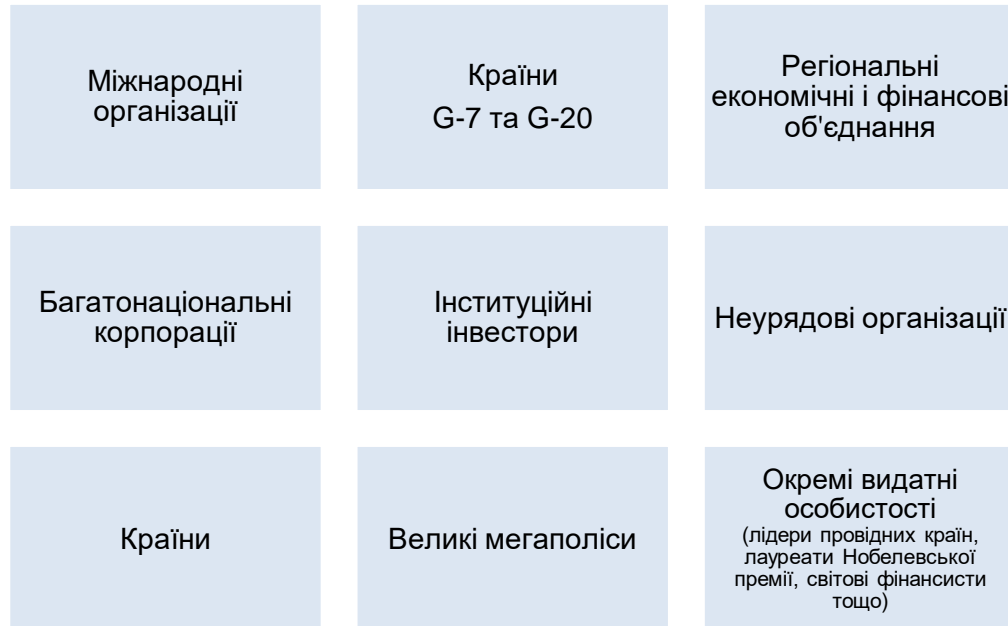 Міжнародні
організації
Країни
G-7 та G-20
Регіональні
економічні і фінансові
об'єднання
Багатонаціональні
корпорації
Інституційні
інвестори
Неурядові організації
Країни
Великі мегаполіси
Окремі видатні
особистості
(лідери провідних країн,
лауреати Нобелевської
премії, світові фінансисти
тощо)